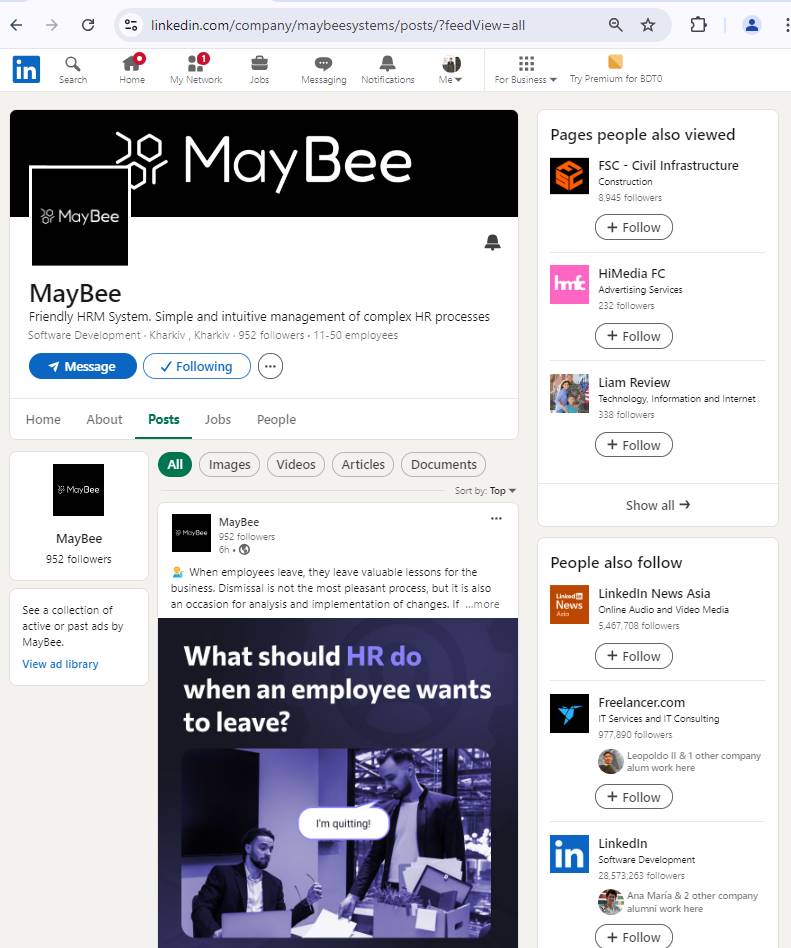 linkedin.com/company/maybeesystems/posts/?feedView=all
in
Search
Home
1
My Network
Jobs
Messaging
Notifications
Me
For Business
Try Premium for BDT0
MayBee
MayBee
MayBee
Friendly HRM System. Simple and intuitive management of complex HR processes
Software Development · Kharkiv , Kharkiv · 952 followers · 11-50 employees
Message
Following
Home
About
Posts
Jobs
People
MayBee
MayBee
952 followers
See a collection of
active or past ads by
MayBee.
View ad library
All
Images
Videos
Articles
Documents
Sort by: Top
MayBee
MayBee
952 followers
6h •
When employees leave, they leave valuable lessons for the
business. Dismissal is not the most pleasant process, but it is also
an occasion for analysis and implementation of changes. If ...more
What should HR do
when an employee wants
to leave?
I'm quitting!
Pages people also viewed
FSC - Civil Infrastructure
Construction
8,945 followers
+ Follow
hmfc
HiMedia FC
Advertising Services
232 followers
+ Follow
Liam Review
Technology, Information and Internet
338 followers
+ Follow
Show all →
People also follow
Linked in
News
Asia
LinkedIn News Asia
Online Audio and Video Media
5,467,708 followers
+ Follow
Freelancer.com
IT Services and IT Consulting
977,890 followers
Leopoldo II & 1 other company
alum work here
+ Follow
in
LinkedIn
Software Development
28,573,263 followers
Ana María & 2 other company
alumni work here
+ Follow